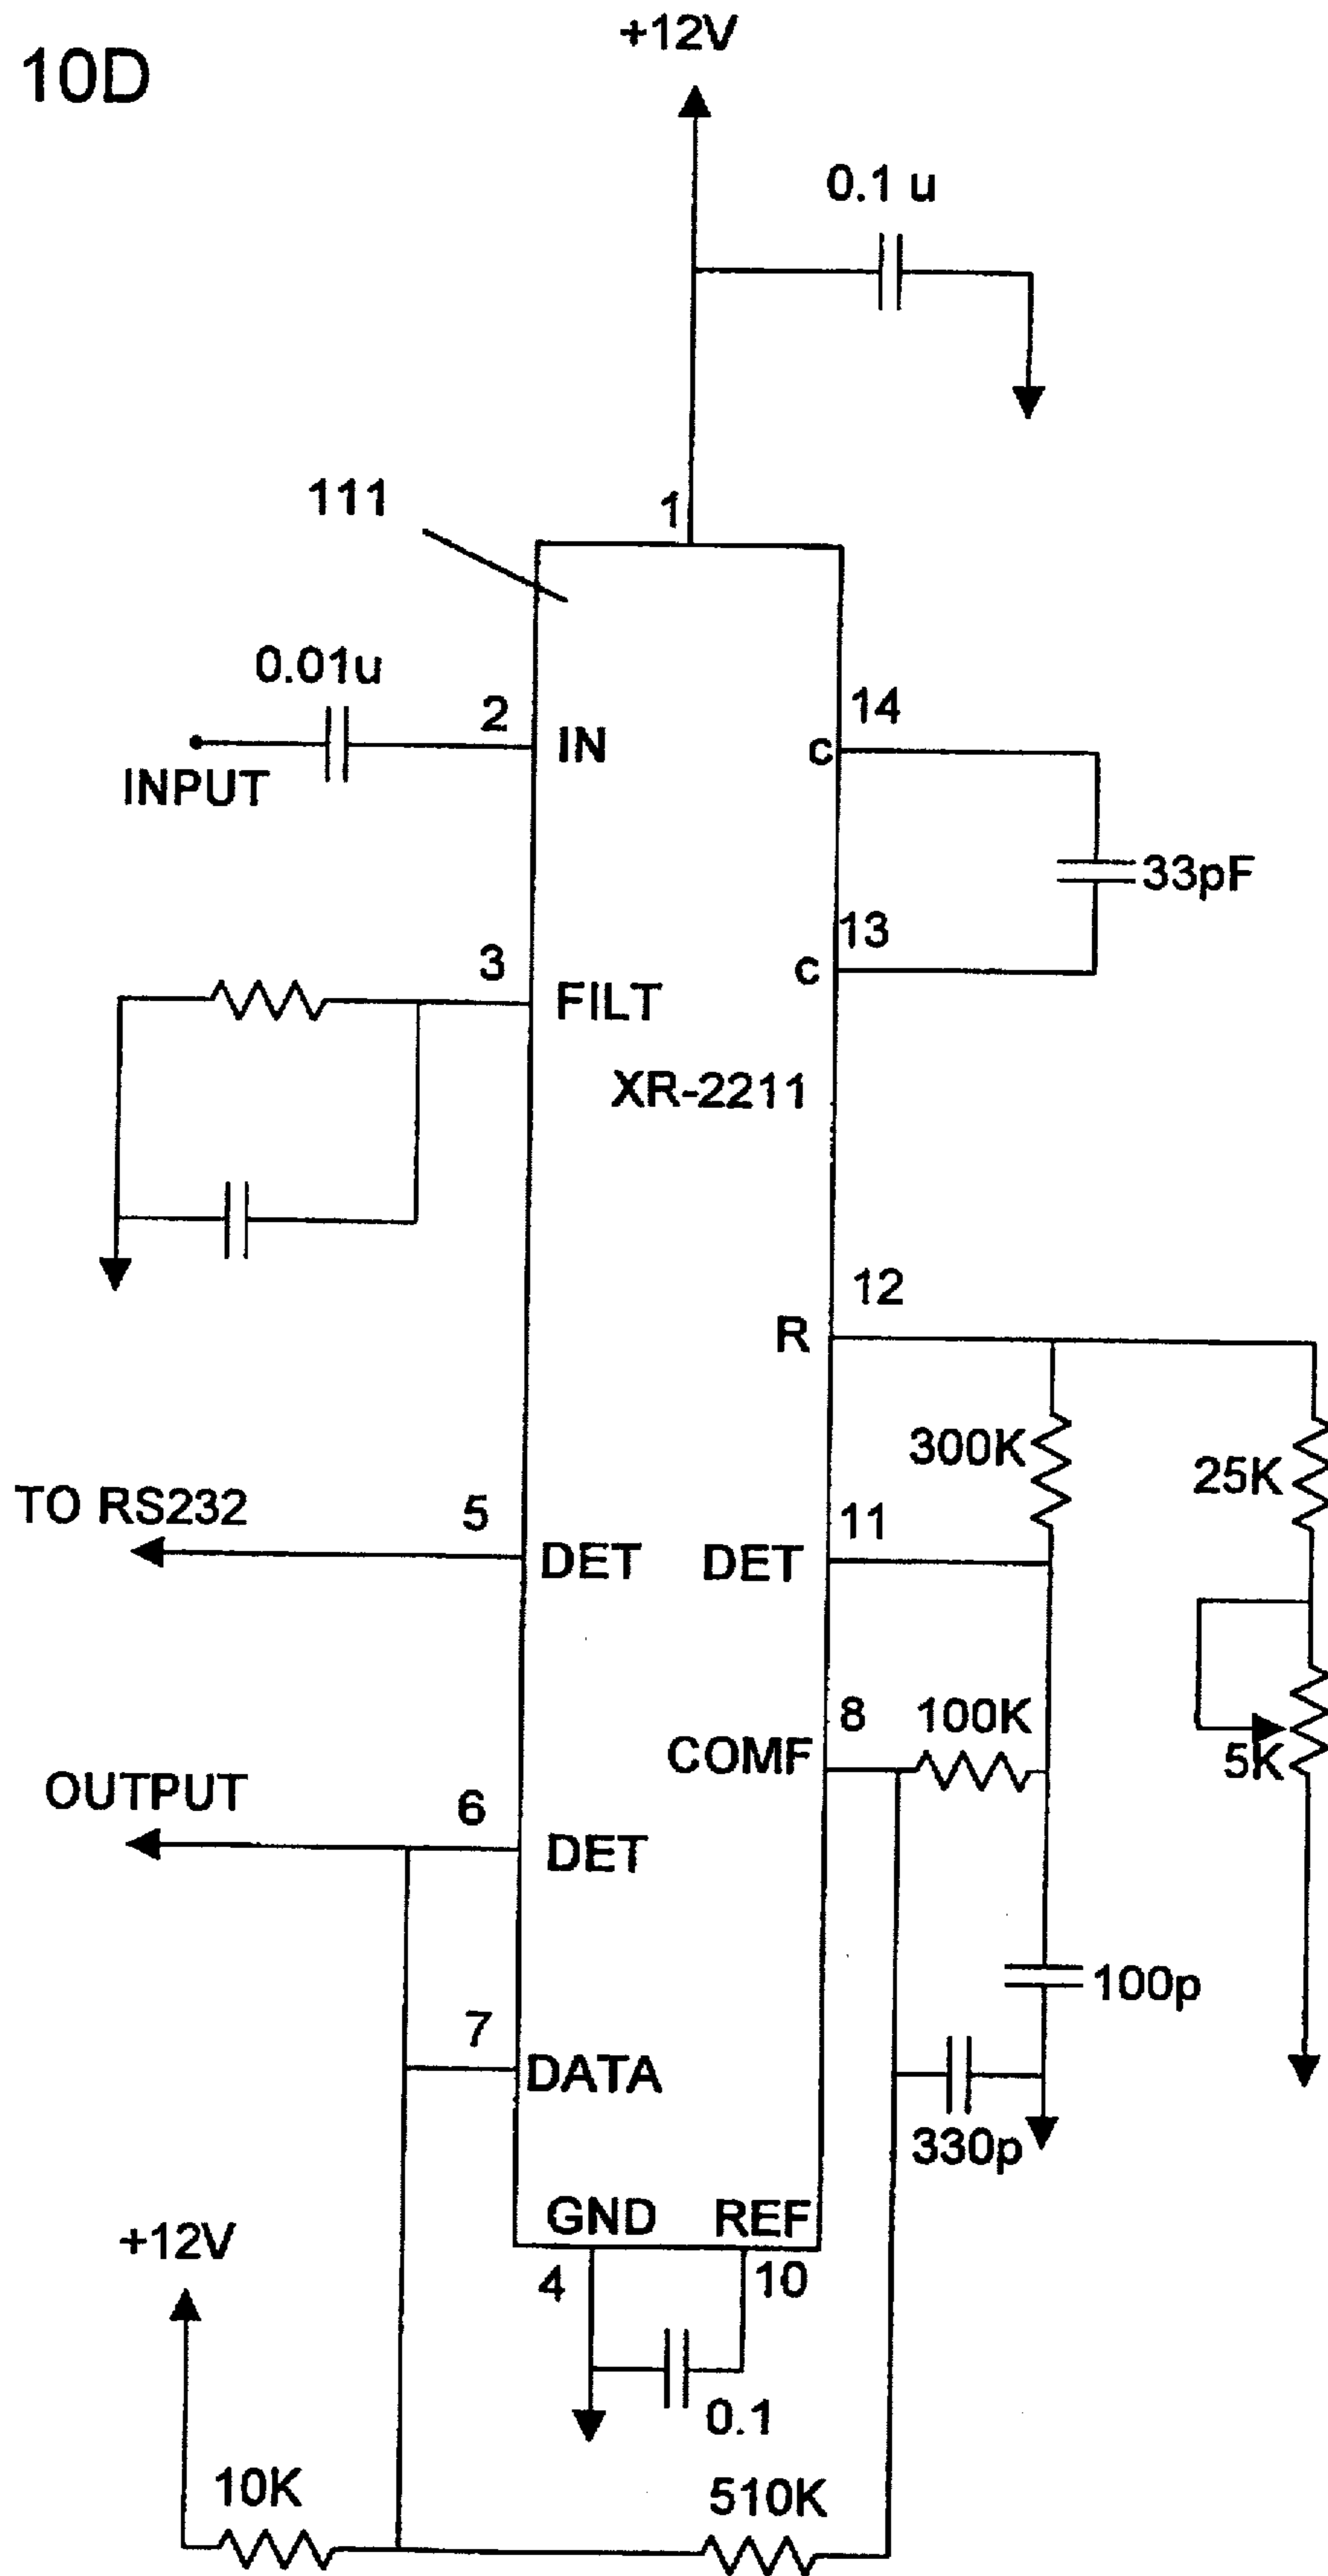 10D
+12V
0.1 u
111
1
0.01u
2
IN
INPUT
14
c
33pF
13
c
3
FILT
XR-2211
12
R
300K
25K
TO RS232
5
DET
11
DET
8
100K
COMF
5K
OUTPUT
6
DET
100p
7
DATA
330p
GND
REF
+12V
4
10
0.1
10K
510K